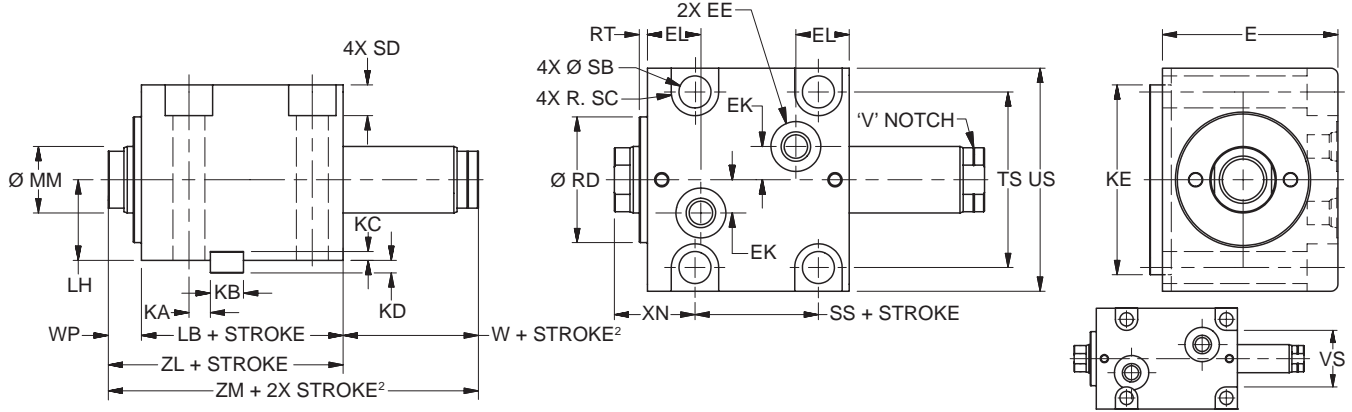 4X SD
Ø MM
LH
KA
KB
KC
KD
WP
LB + STROKE
W + STROKE²
ZL + STROKE
ZM + 2X STROKE²
2X EE
RT
EL
EL
4X Ø SB
4X R. SC
EK
'V' NOTCH
Ø RD
TS
US
EK
XN
SS + STROKE
E
KE
VS